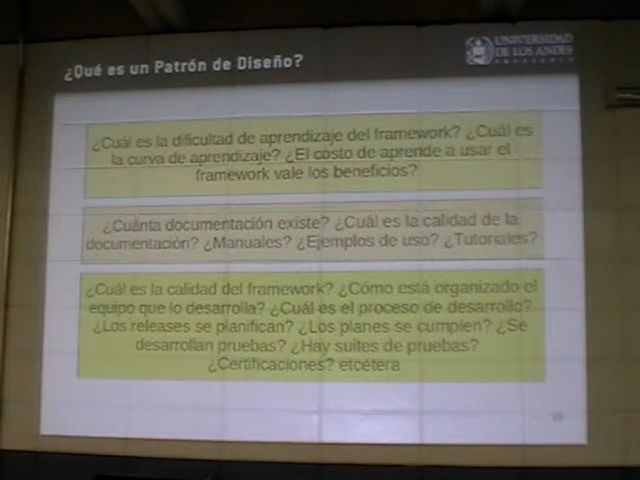 ¿Qué es un Patrón de Diseño?
UNIVERSIDAD
DE LOS ANDES
¿Cuál es la dificultad de aprendizaje del framework? ¿Cuál es
la curva de aprendizaje? ¿El costo de aprende a usar el
framework vale los beneficios?
¿Cuánta documentación existe? ¿Cuál es la calidad de la
documentación? ¿Manuales? ¿Ejemplos de uso? ¿Tutoriales?
¿Cuál es la calidad del framework? ¿Cómo está organizado el
equipo que lo desarrolla? ¿Cuál es el proceso de desarrollo?
¿Los releases se planifican? ¿Los planes se cumplen? ¿Se
desarrollan pruebas? ¿Hay suites de pruebas?
¿Certificaciones? etcétera